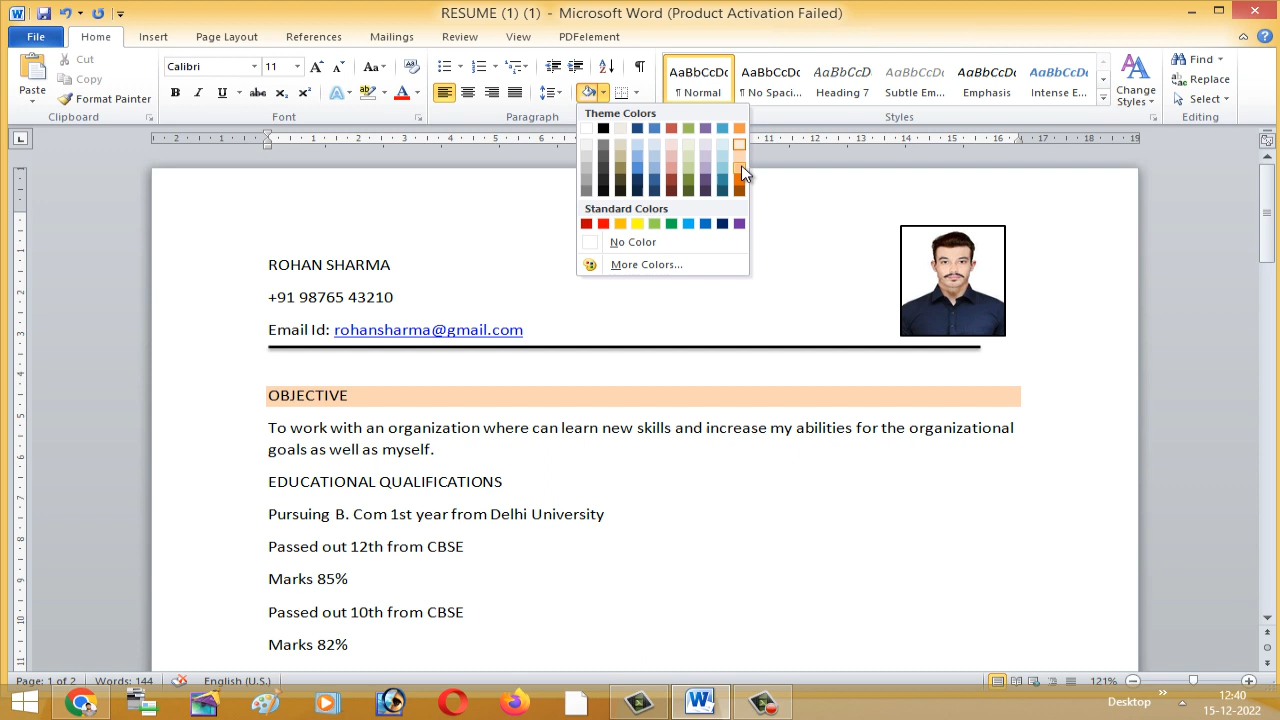 RESUME (1) (1) - Microsoft Word (Product Activation Failed)
File Home Insert Page Layout References Mailings Review View PDFelement
Cut
Copy
Format Painter
Paste
Clipboard
Calibri 11
Font
Paragraph
AaBbCcDc AaBbCcDc AaBbCcD AaBbCcDc AaBbCcDc AaBbCcDc
¶ Normal ¶ No Spaci... Heading 7 Subtle Em... Emphasis Intense E...
Change Styles
Styles
Find
Replace
Select
Editing
Theme Colors
Standard Colors
No Color
More Colors...
ROHAN SHARMA
+91 98765 43210
Email Id: rohansharma@gmail.com
OBJECTIVE
To work with an organization where can learn new skills and increase my abilities for the organizational
goals as well as myself.
EDUCATIONAL QUALIFICATIONS
Pursuing B. Com 1st year from Delhi University
Passed out 12th from CBSE
Marks 85%
Passed out 10th from CBSE
Marks 82%
Page: 1 of 2 Words: 144 English (U.S.) 121%
Desktop
12:40
15-12-2022